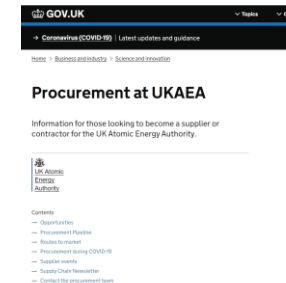 GOV.UK
Topics
→ Coronavirus (COVID-19) | Latest updates and guidance
Home > Business and industry > Science and innovation
Procurement at UKAEA
Information for those looking to become a supplier or
contractor for the UK Atomic Energy Authority.
UK Atomic
Energy
Authority
Contents
— Opportunities
— Procurement Pipeline
— Routes to market
— Procurement during COVID-19
— Supplier events
— Supply Chain Newsletter
— Contact the procurement team